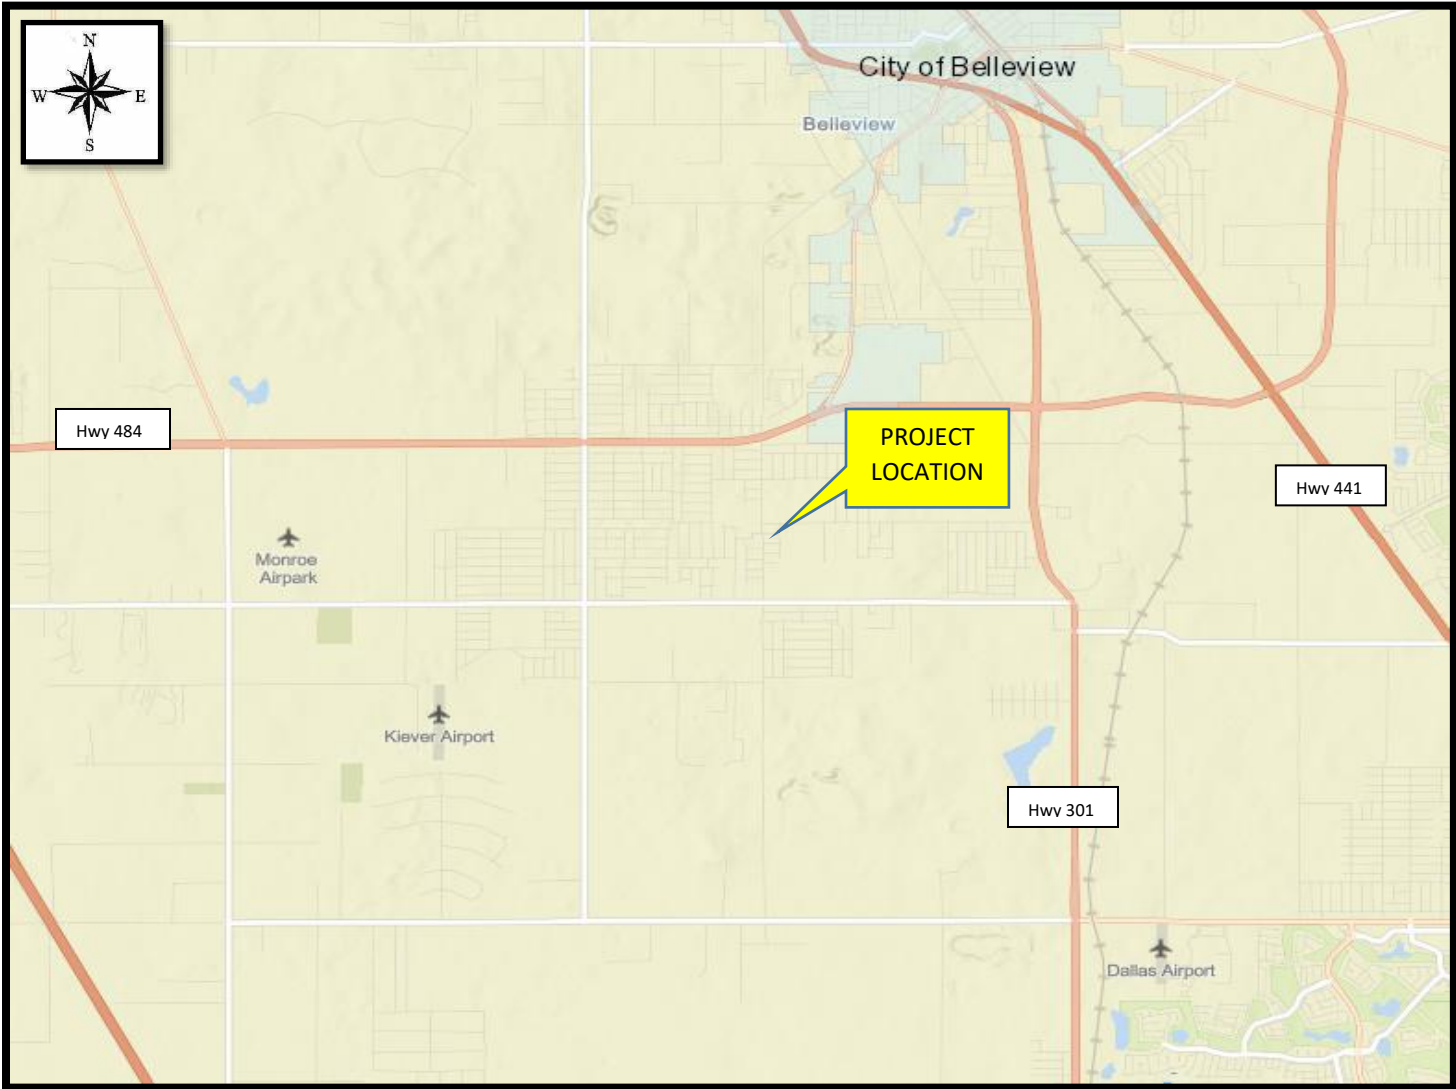 N
W E
S
City of Belleview
Belleview
Hwy 484
PROJECT
LOCATION
Hwy 441
Monroe
Airpark
Kiever Airport
Hwy 301
Dallas Airport